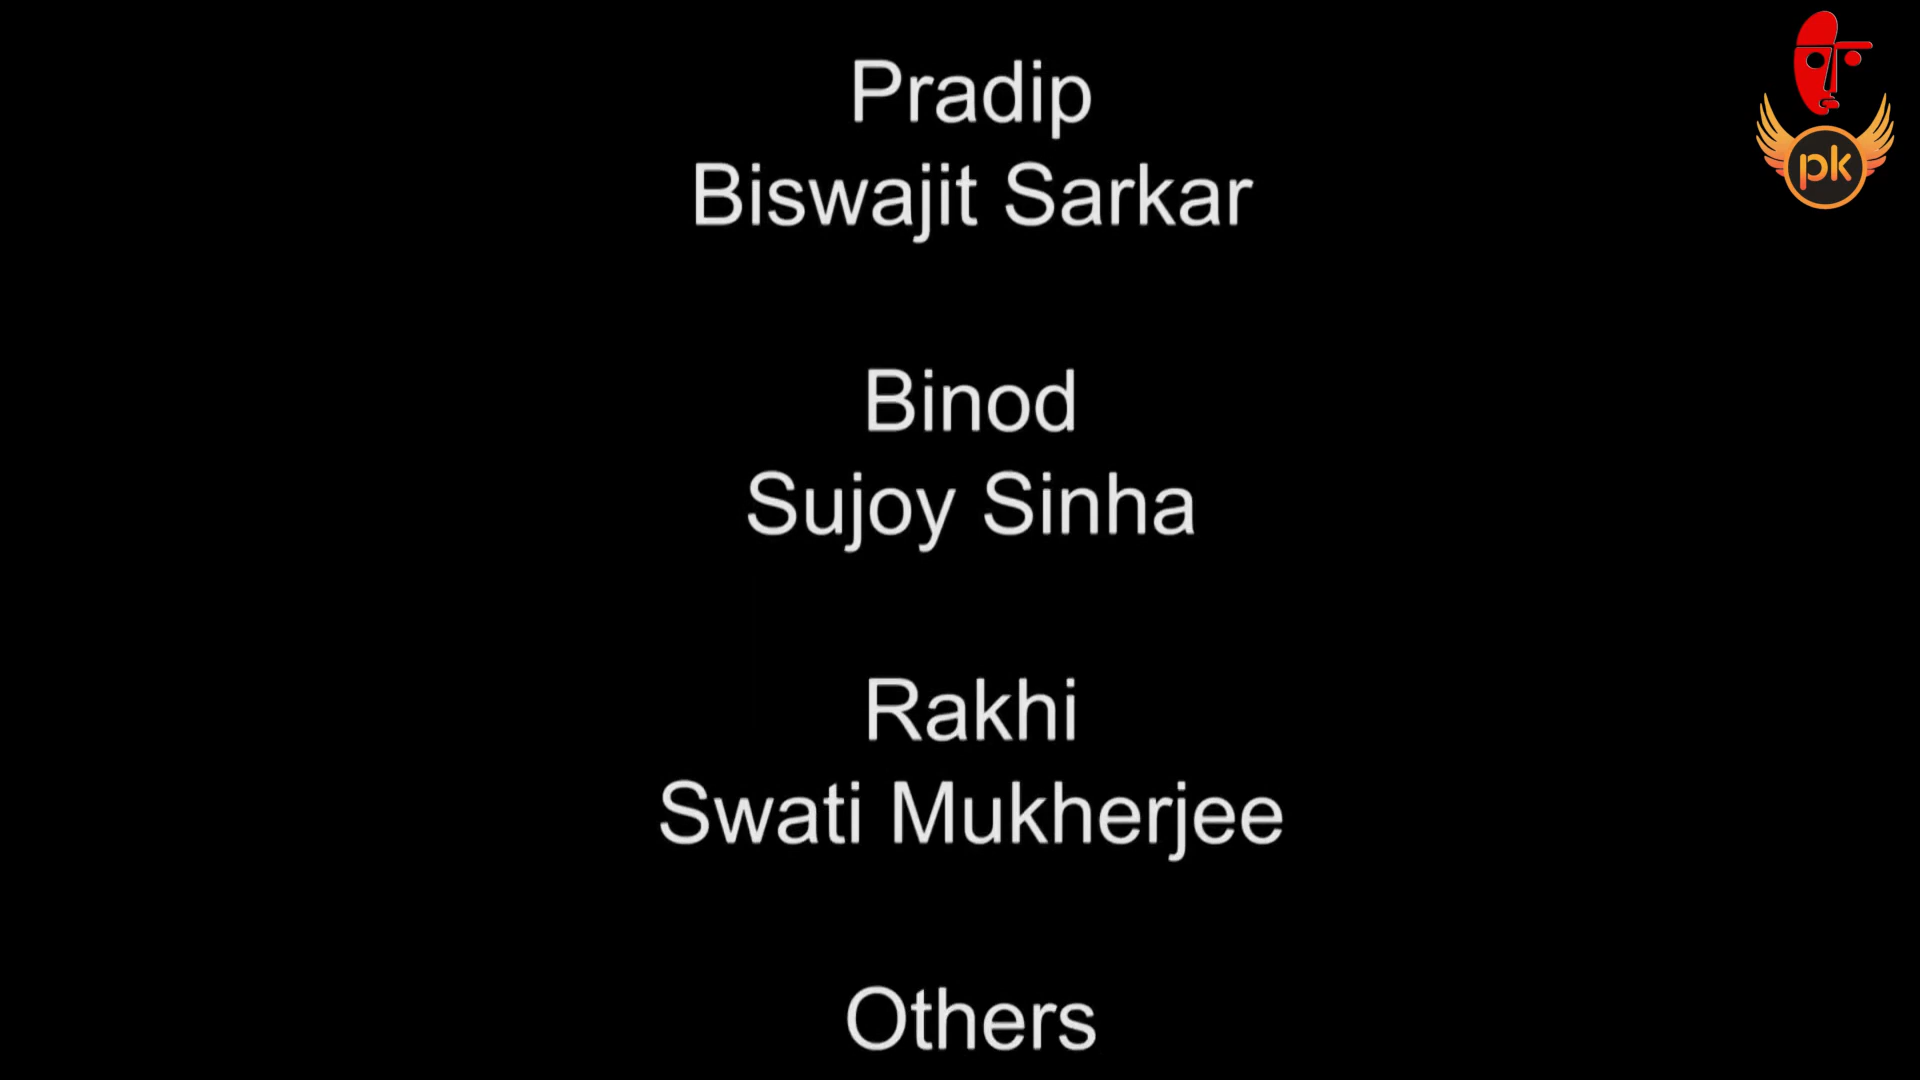 Pradip
Biswajit Sarkar
Binod
Sujoy Sinha
Rakhi
Swati Mukherjee
Others
pk